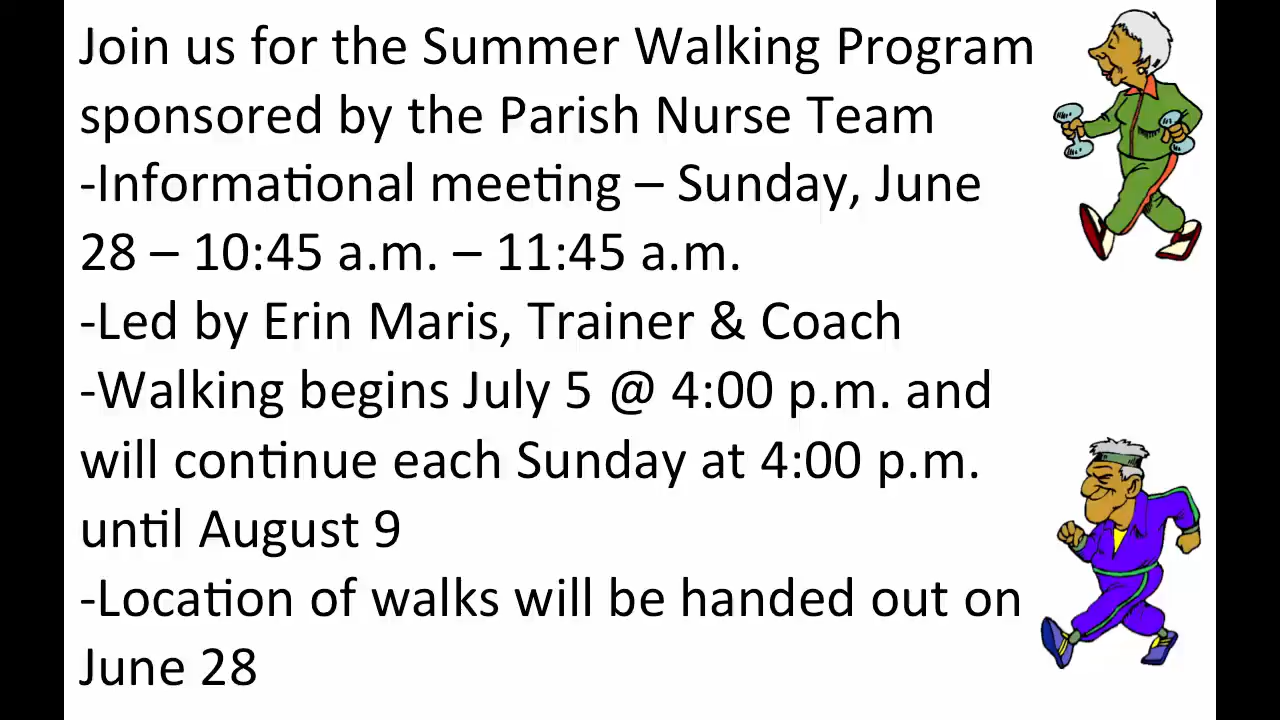 Join us for the Summer Walking Program
sponsored by the Parish Nurse Team
-Informational meeting – Sunday, June
28 – 10:45 a.m. – 11:45 a.m.
-Led by Erin Maris, Trainer & Coach
-Walking begins July 5 @ 4:00 p.m. and
will continue each Sunday at 4:00 p.m.
until August 9
-Location of walks will be handed out on
June 28